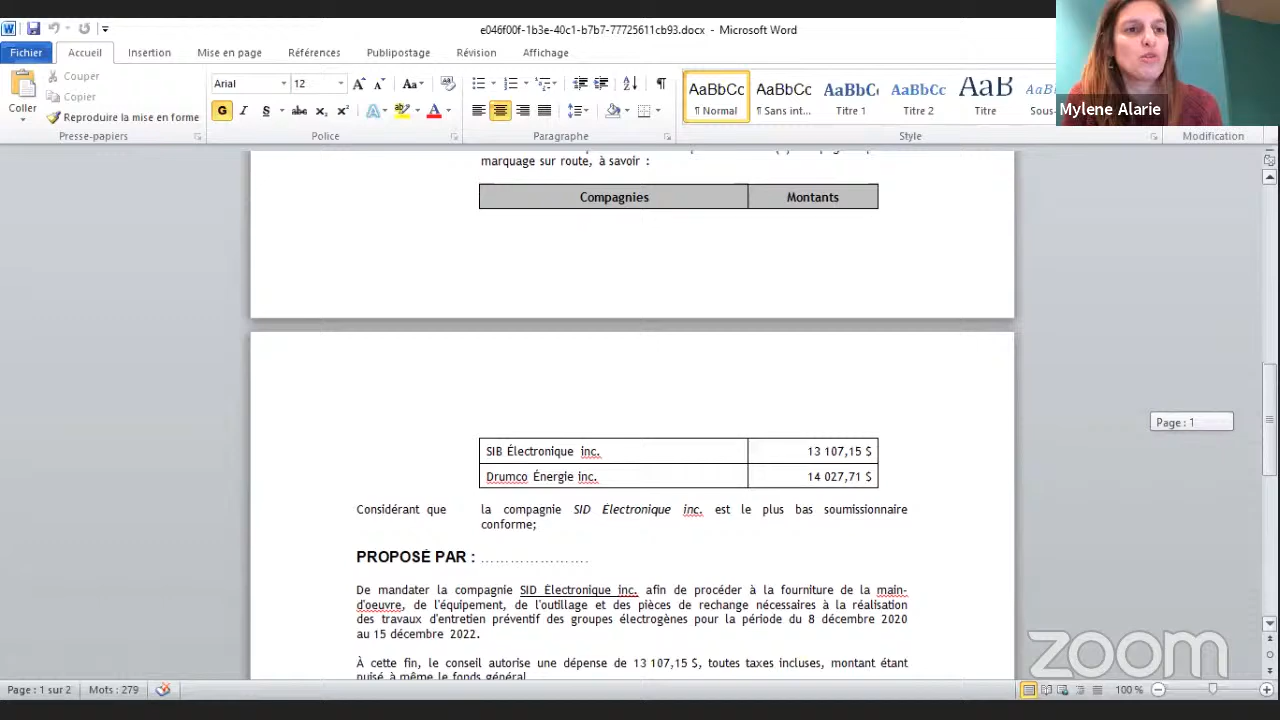 e046f00f-1b3e-40c1-b7b7-77725611cb93.docx - Microsoft Word
Fichier Accueil Insertion Mise en page Références Publipostage Révision Affichage
Couper
Copier
Coller
Reproduire la mise en forme
Arial 12
AaBbCc AaBbCc AaBbC AaBbCc AaB
¶ Normal ¶ Sans int... Titre 1 Titre 2 Titre Sous-
Presse-papiers Police Paragraphe Style Modification
Mylene Alarie
marquage sur route, à savoir :
Compagnies Montants
SIB Électronique inc. 13 107,15 $
Drumco Énergie inc. 14 027,71 $
Considérant que la compagnie SID Électronique inc. est le plus bas soumissionnaire
conforme;
PROPOSÉ PAR : ......................
De mandater la compagnie SID Électronique inc. afin de procéder à la fourniture de la main-
d'oeuvre, de l'équipement, de l'outillage et des pièces de rechange nécessaires à la réalisation
des travaux d'entretien préventif des groupes électrogènes pour la période du 8 décembre 2020
au 15 décembre 2022.
À cette fin, le conseil autorise une dépense de 13 107,15 $, toutes taxes incluses, montant étant
puisé à même le fonds général
Page : 1
zoom
Page : 1 sur 2 Mots : 279 100 %